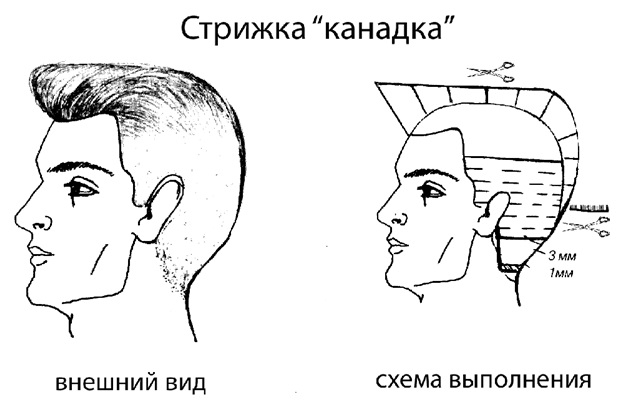 Стрижка “канадка”
3 мм
1мм
внешний вид
схема выполнения